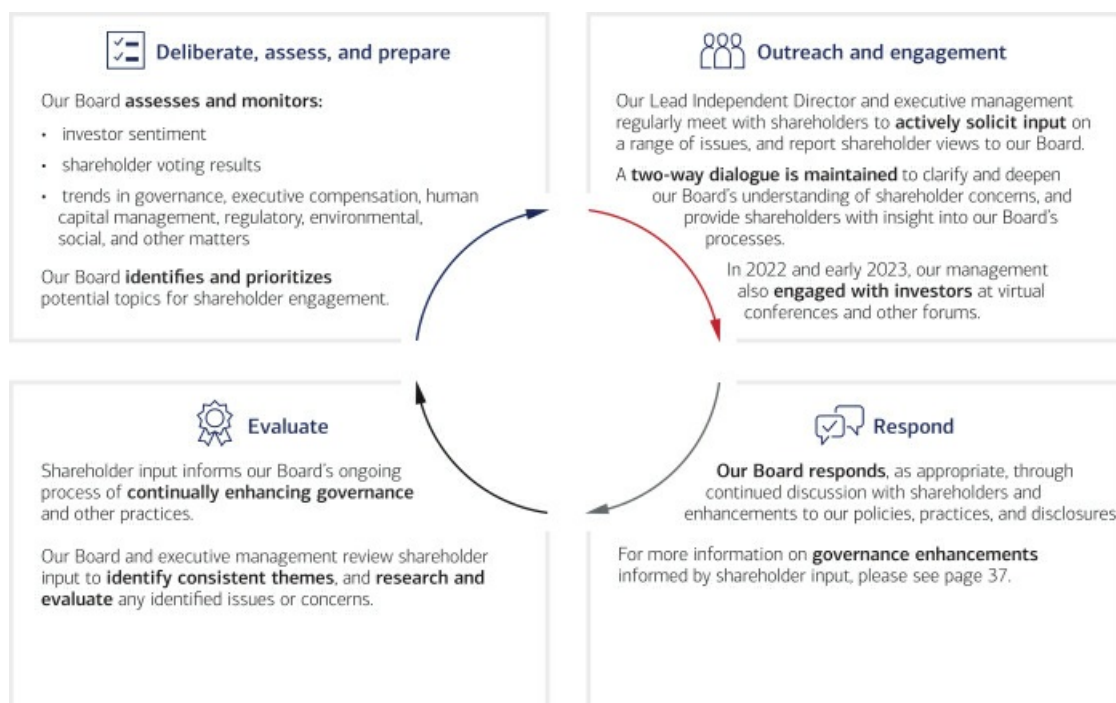 Deliberate, assess, and prepare
Our Board assesses and monitors:
• investor sentiment
• shareholder voting results
• trends in governance, executive compensation, human
capital management, regulatory, environmental,
social, and other matters
Our Board identifies and prioritizes
potential topics for shareholder engagement.
Outreach and engagement
Our Lead Independent Director and executive management
regularly meet with shareholders to actively solicit input on
a range of issues, and report shareholder views to our Board.
A two-way dialogue is maintained to clarify and deepen
our Board's understanding of shareholder concerns, and
provide shareholders with insight into our Board's
processes.
In 2022 and early 2023, our management
also engaged with investors at virtual
conferences and other forums.
Evaluate
Shareholder input informs our Board's ongoing
process of continually enhancing governance
and other practices.
Our Board and executive management review shareholder
input to identify consistent themes, and research and
evaluate any identified issues or concerns.
Respond
Our Board responds, as appropriate, through
continued discussion with shareholders and
enhancements to our policies, practices, and disclosures
For more information on governance enhancements
informed by shareholder input, please see page 37.